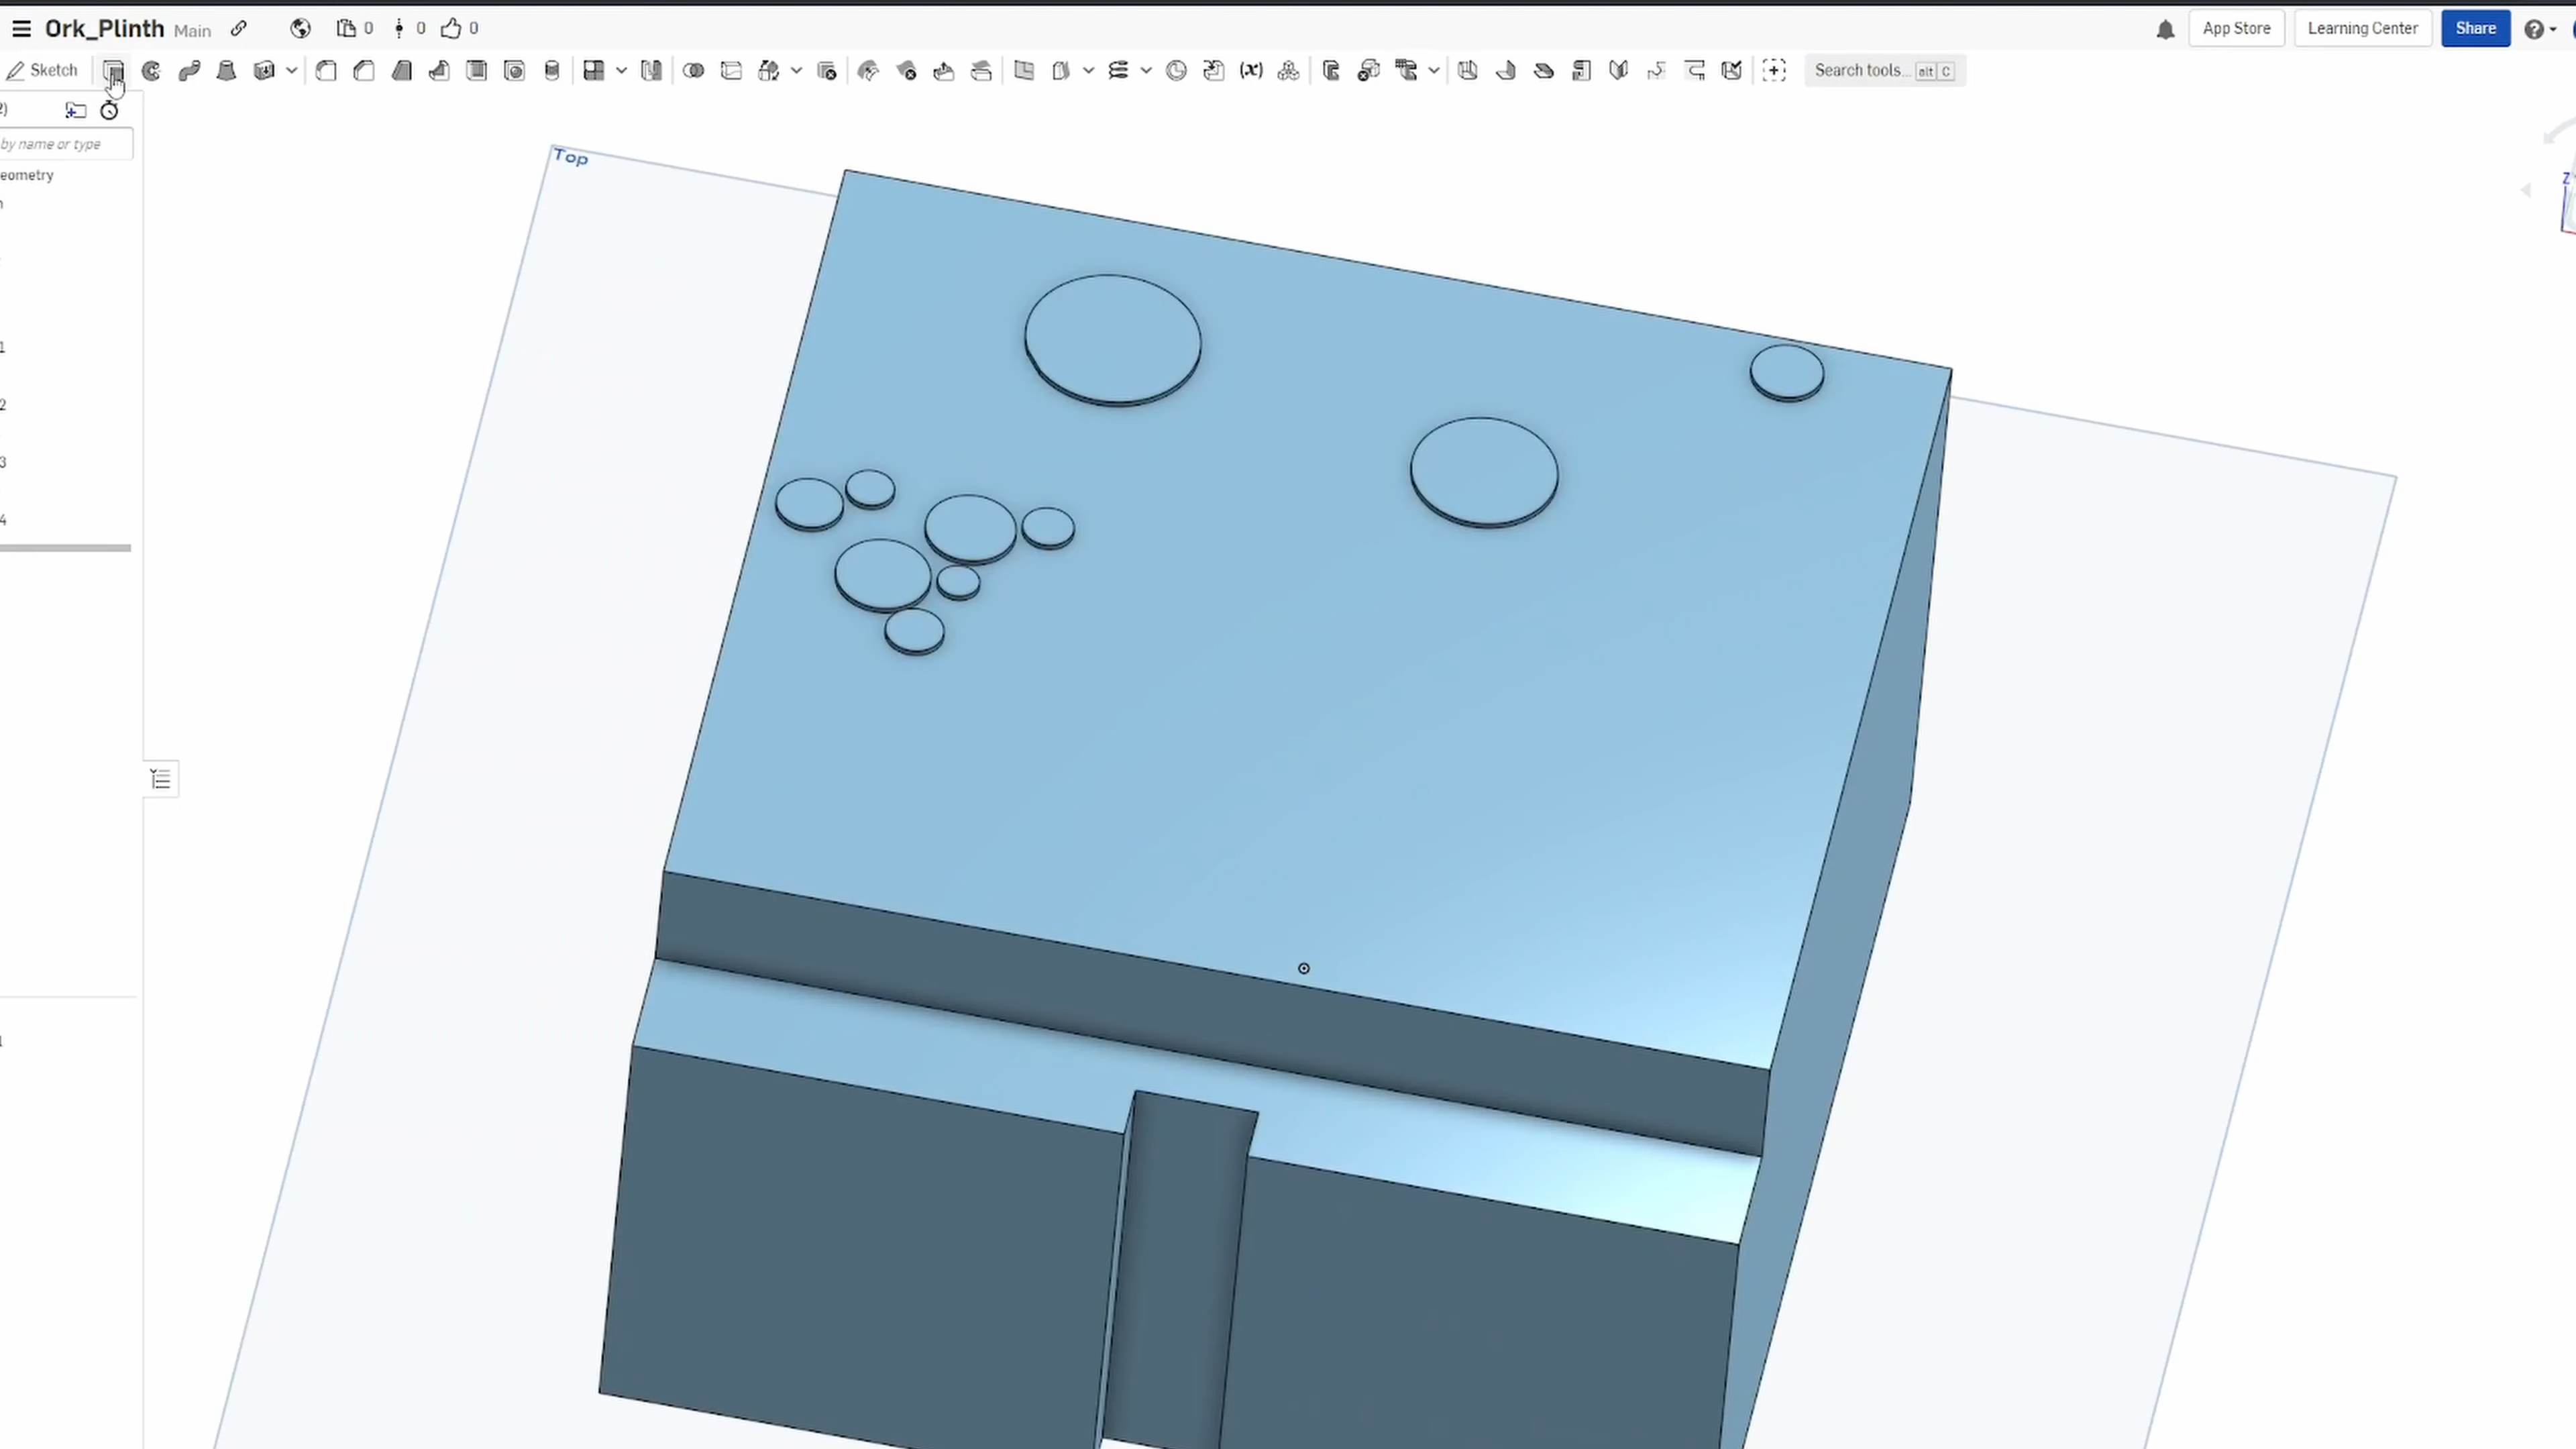 Ork_Plinth Main 0 0 0 App Store Learning Center Share
Sketch (x) Search tools... alt C
2)
by name or type
eometry
Top
Z
1
2
3
4